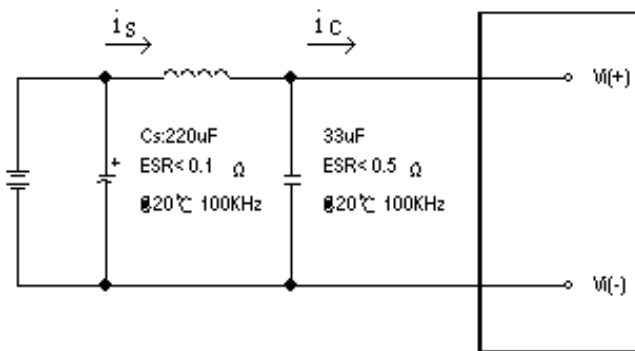 is
ic
Vi(+)
Cs:220uF
33uF
+
ESR<0.1 Ω
ESR<0.5 Ω
@20℃ 100KHz
@20℃ 100KHz
Vi(-)